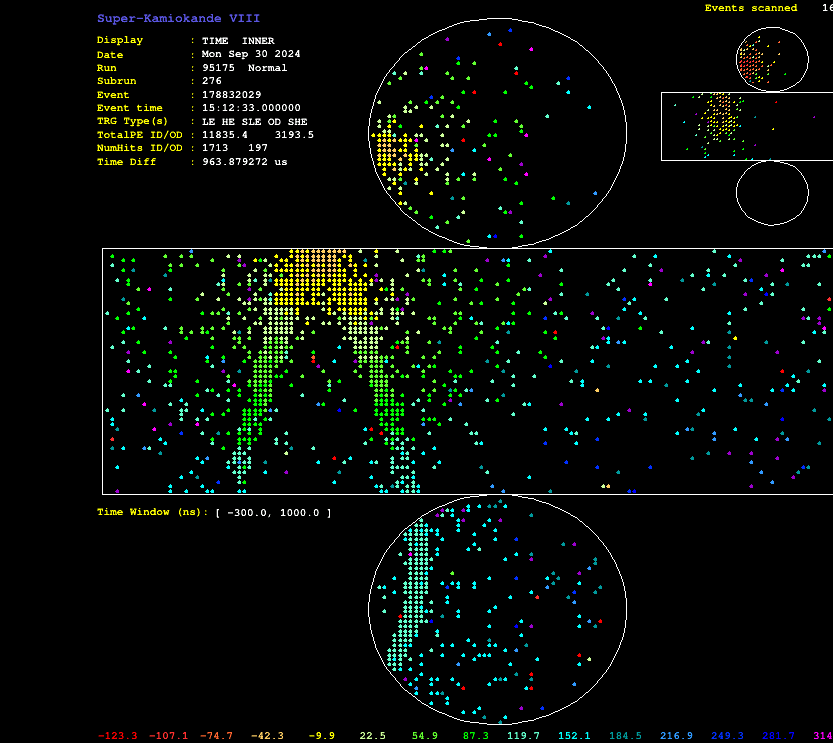 Super-Kamiokande VIII
Events scanned 16
Display : TIME INNER
Date : Mon Sep 30 2024
Run : 95175 Normal
Subrun : 276
Event : 178832029
Event time : 15:12:33.000000
TRG Type(s) : LE HE SLE OD SHE
TotalPE ID/OD : 11835.4 3193.5
NumHits ID/OD : 1713 197
Time Diff : 963.879272 us
Time Window (ns): [ -300.0, 1000.0 ]
-123.3 -107.1 -74.7 -42.3 -9.9 22.5 54.9 87.3 119.7 152.1 184.5 216.9 249.3 281.7 314